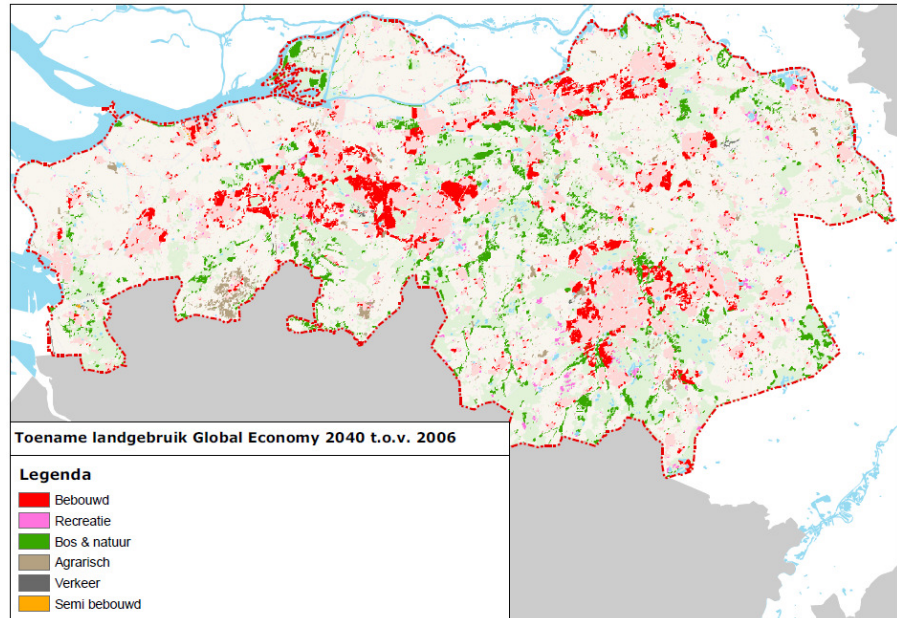 Toename landgebruik Global Economy 2040 t.o.v. 2006
Legenda
Bebouwd
Recreatie
Bos & natuur
Agrarisch
Verkeer
Semi bebouwd